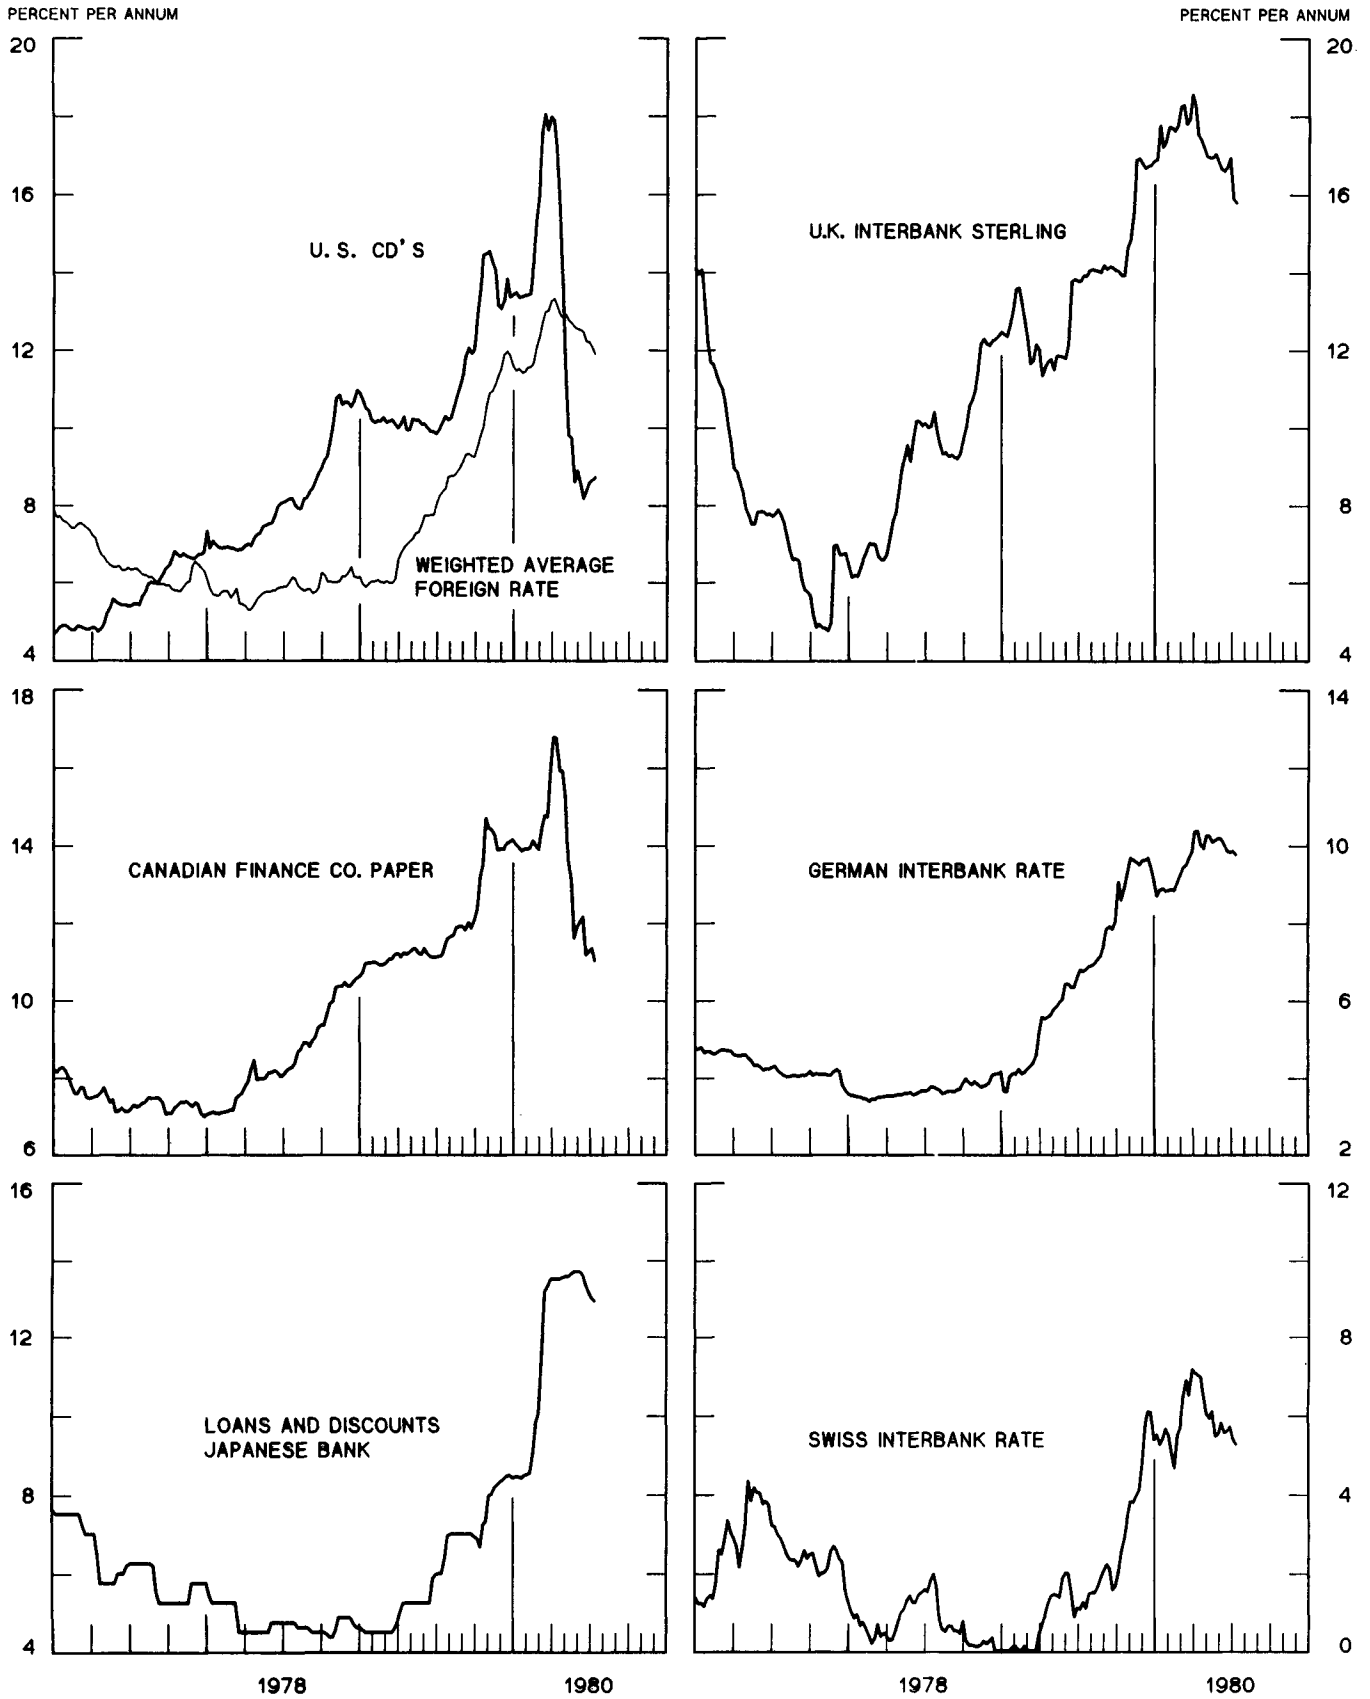 PERCENT PER ANNUM
PERCENT PER ANNUM
20
16
12
8
4
U. S. CD'S
WEIGHTED AVERAGE
FOREIGN RATE
20
16
12
8
4
U.K. INTERBANK STERLING
18
14
10
6
CANADIAN FINANCE CO. PAPER
14
10
6
2
GERMAN INTERBANK RATE
16
12
8
4
LOANS AND DISCOUNTS
JAPANESE BANK
1978
1980
12
8
4
0
SWISS INTERBANK RATE
1978
1980